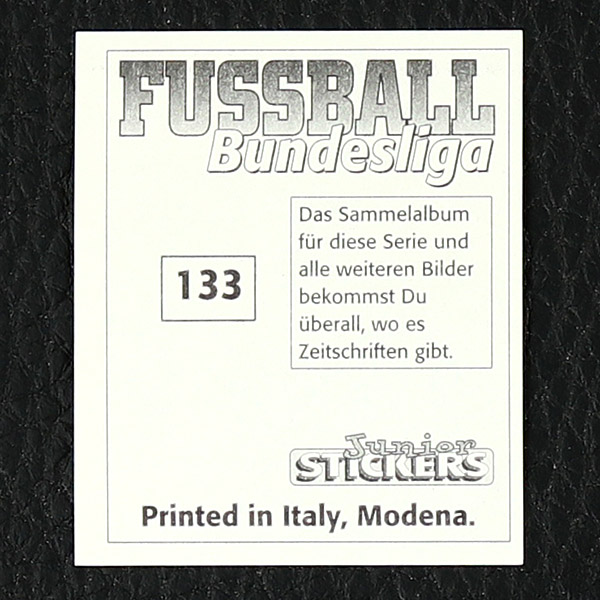 FUSSBALL
Bundesliga
Das Sammelalbum
für diese Serie und
alle weiteren Bilder
bekommst Du
überall, wo es
Zeitschriften gibt.
133
Junior
STICKERS
Printed in Italy, Modena.